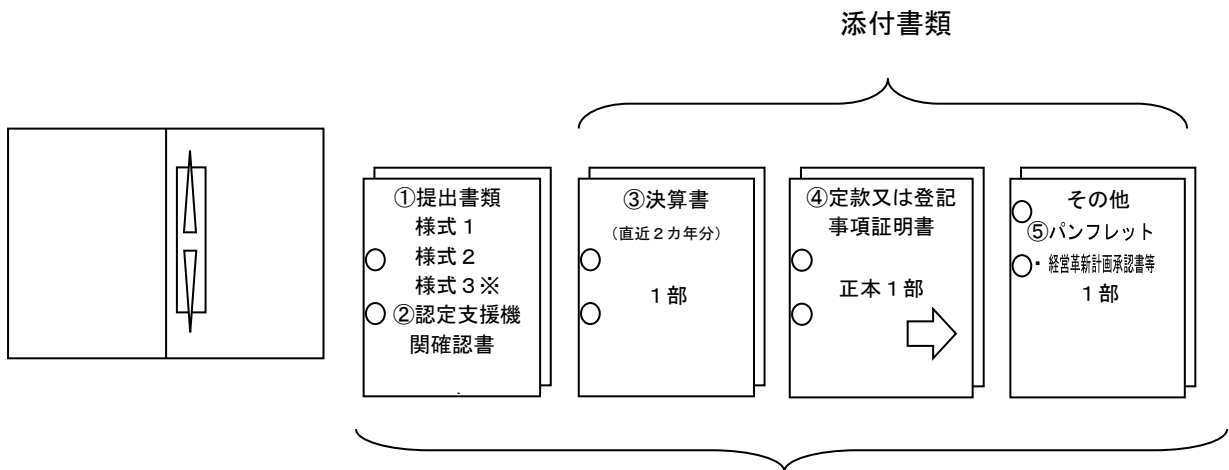 添付書類
①提出書類
様式１
様式２
様式３※
②認定支援機
関確認書
③決算書
（直近２カ年分）
１部
④定款又は登記
事項証明書
正本１部
その他
⑤パンフレット
・経営革新計画承認書等
１部